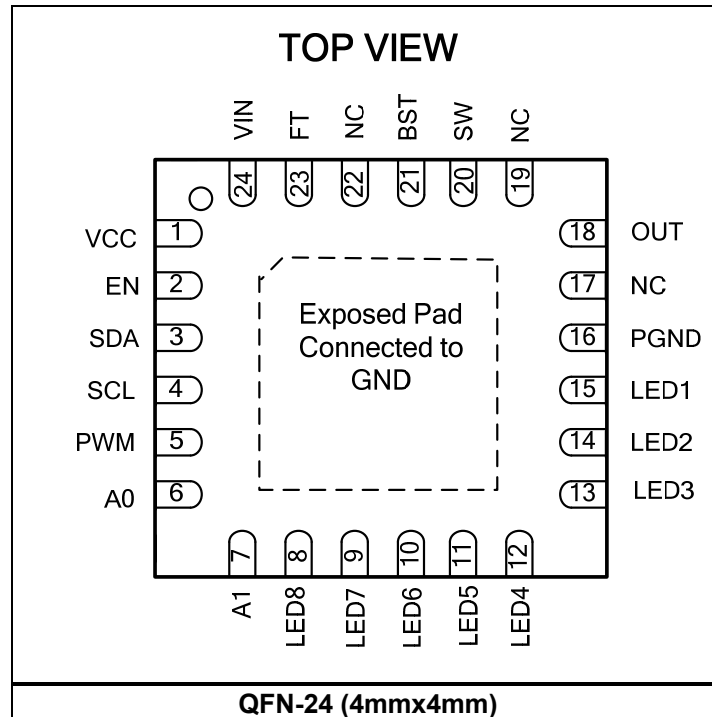 TOP VIEW
VIN FT NC BST SW NC
24 23 22 21 20 19
VCC 1 18 OUT
EN 2 17 NC
SDA 3 16 PGND
SCL 4 15 LED1
PWM 5 14 LED2
A0 6 13 LED3
Exposed Pad
Connected to
GND
7 8 9 10 11 12
A1 LED8 LED7 LED6 LED5 LED4
QFN-24 (4mmx4mm)